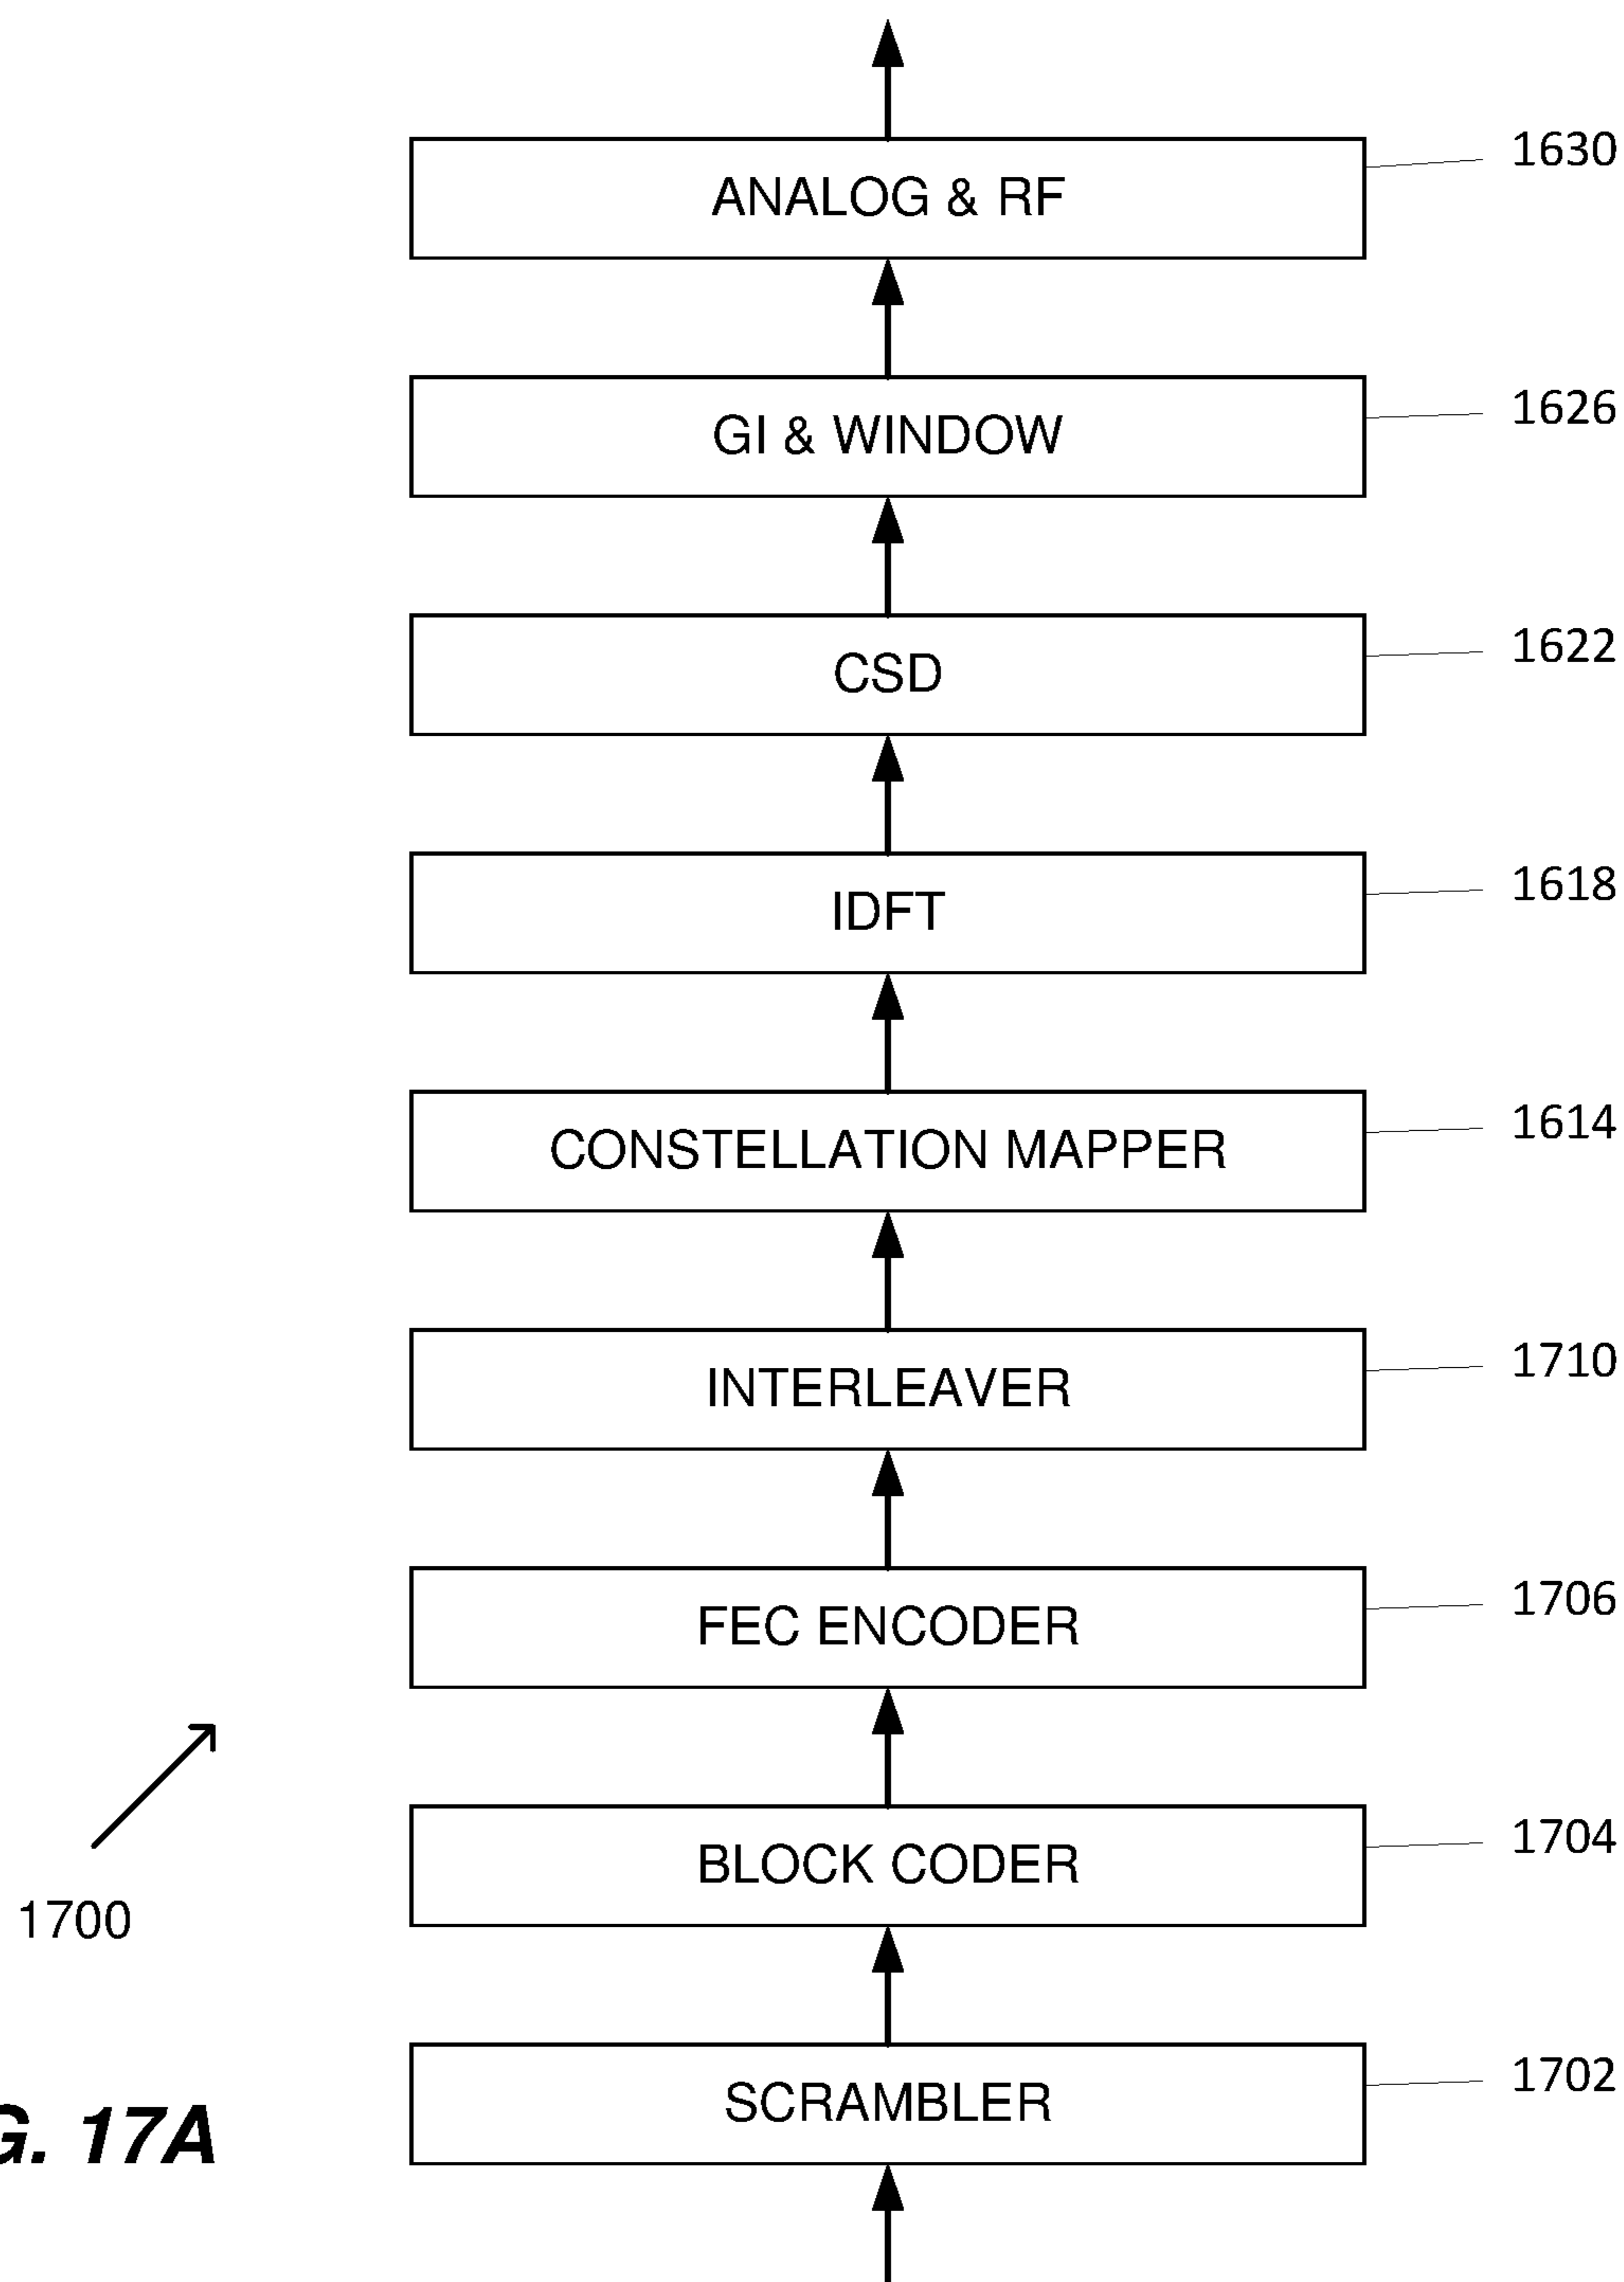 ANALOG & RF 1630
GI & WINDOW 1626
CSD 1622
IDFT 1618
CONSTELLATION MAPPER 1614
INTERLEAVER 1710
FEC ENCODER 1706
BLOCK CODER 1704
1700
SCRAMBLER 1702
G. 17A